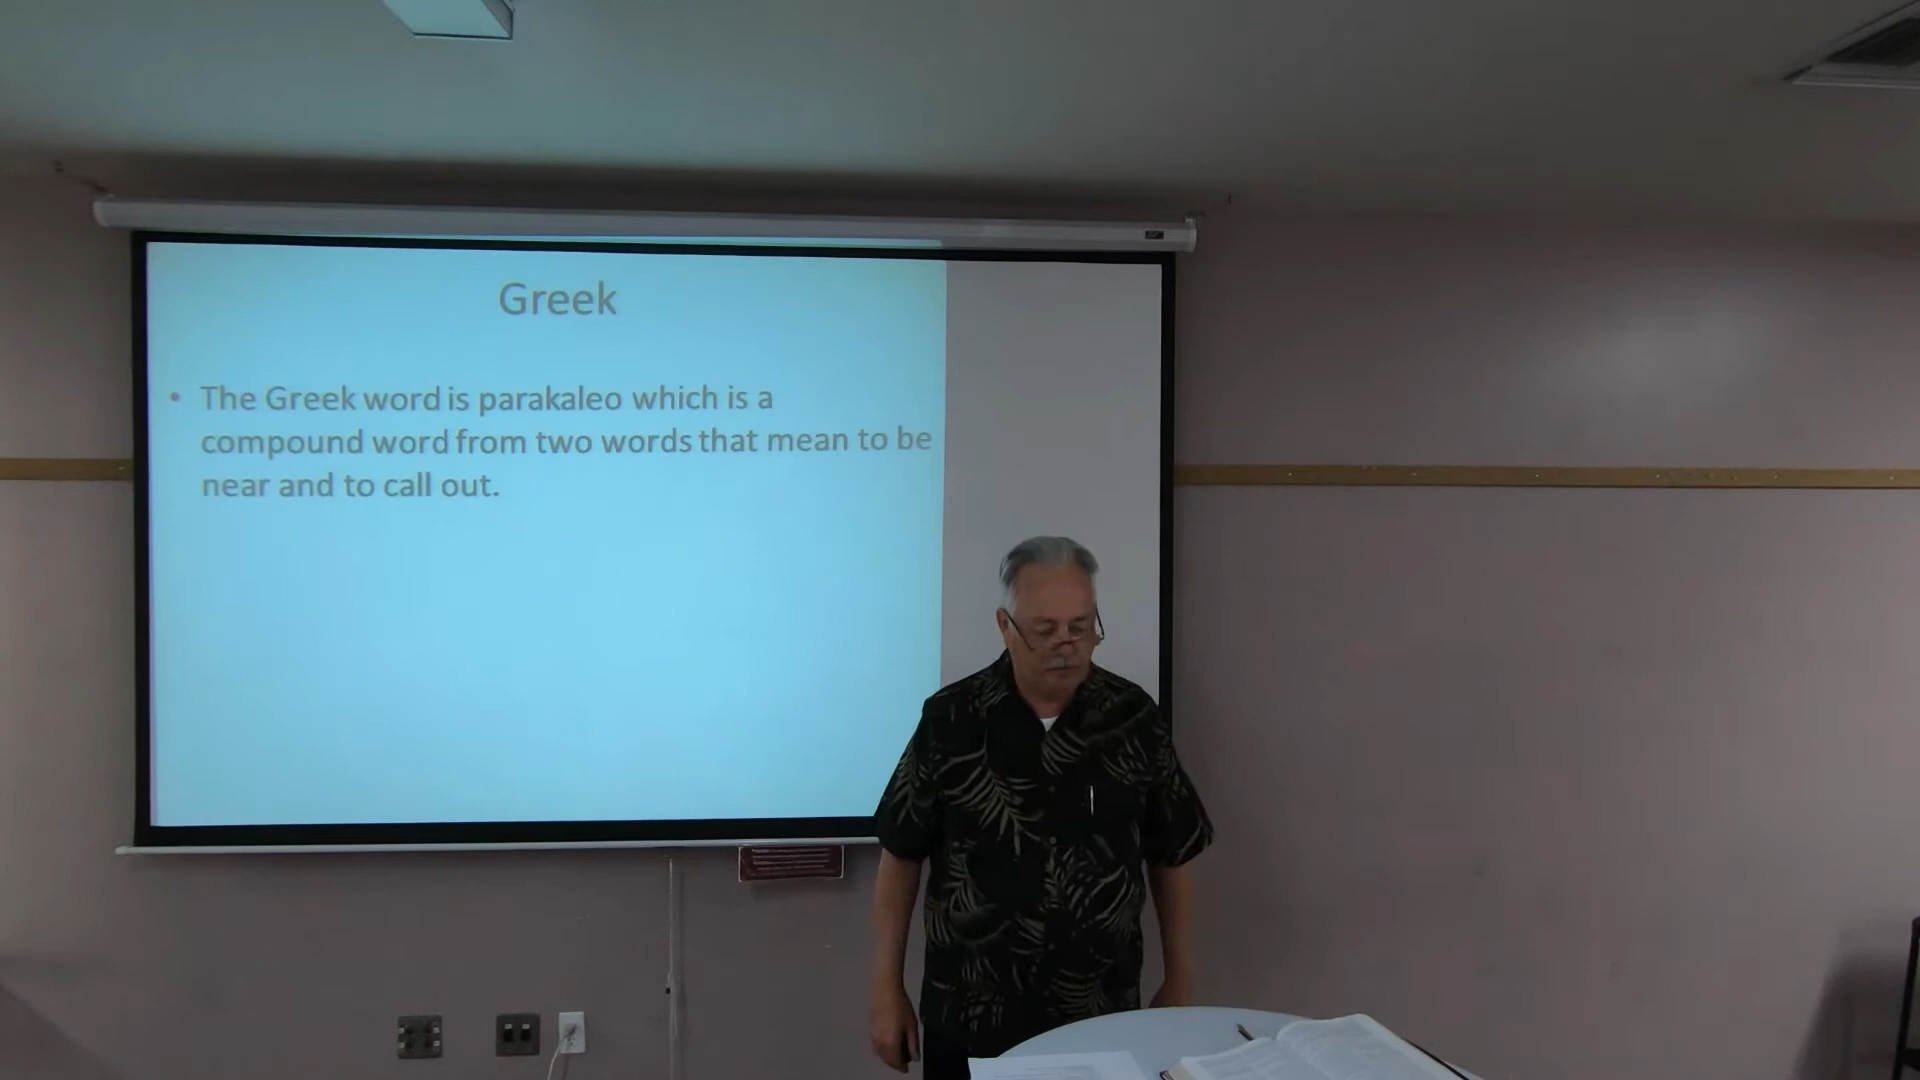 Greek
• The Greek word is parakaleo which is a
compound word from two words that mean to be
near and to call out.